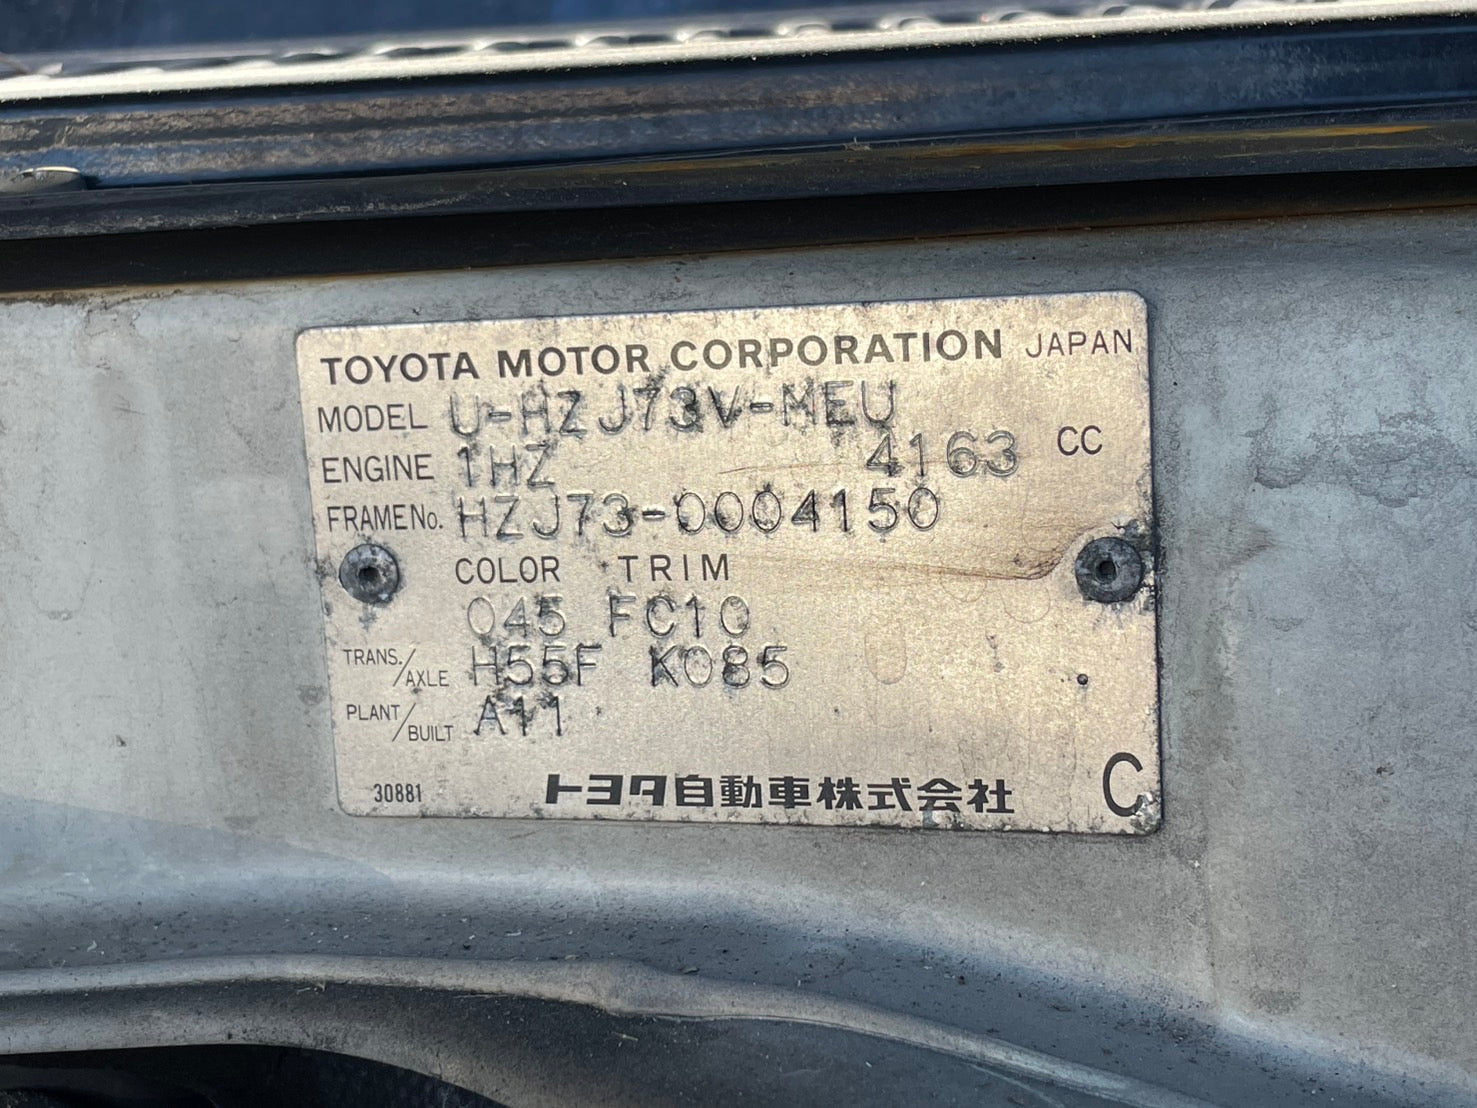 TOYOTA MOTOR CORPORATION JAPAN
MODEL U-HZJ73V-MEU
ENGINE 1HZ 4163 CC
FRAME No. HZJ73-0004150
COLOR TRIM
045 FC10
TRANS./AXLE H55F K085
PLANT/BUILT A11
30881 トヨタ自動車株式会社 C